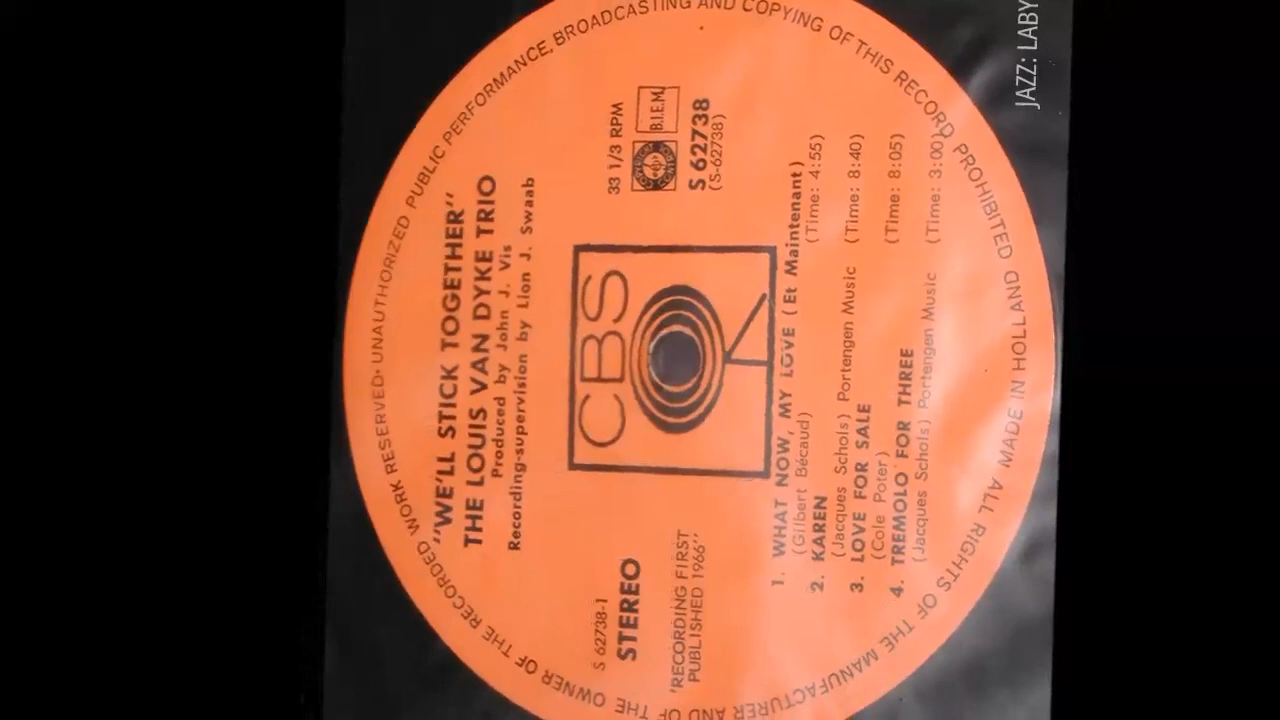 "WE'LL STICK TOGETHER"
THE LOUIS VAN DYKE TRIO
Produced by John J. Vis
Recording-supervision by Lion J. Swaab
S 62738-1
STEREO
"RECORDING FIRST
PUBLISHED 1966"
CBS
33 1/3 RPM
B.I.E.M.
S 62738
(S-62738)
1. WHAT NOW, MY LOVE (Et Maintenant)
(Gilbert Bécaud) (Time: 4:55)
2. KAREN
(Jacques Schols) Portengen Music (Time: 8:40)
3. LOVE FOR SALE
(Cole Poter) (Time: 8:05)
4. TREMOLO FOR THREE
(Jacques Schols) Portengen Music (Time: 3:00)
ALL RIGHTS OF THE MANUFACTURER AND OF THE OWNER OF THE RECORDED WORK RESERVED• UNAUTHORIZED PUBLIC PERFORMANCE, BROADCASTING AND COPYING OF THIS RECORD PROHIBITED MADE IN HOLLAND
JAZZ: LABY